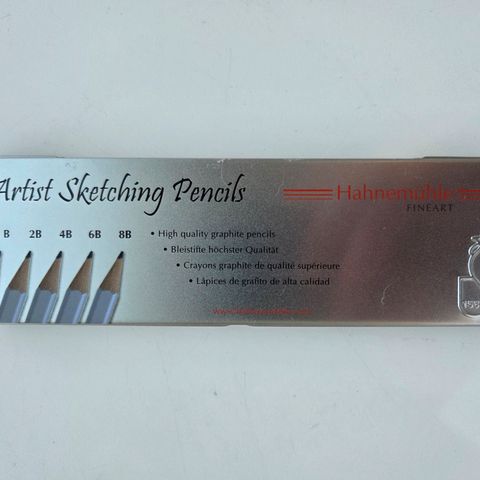 Artist Sketching Pencils
Hahnemühle
FINEART
B 2B 4B 6B 8B
• High quality graphite pencils
• Bleistifte höchster Qualität
• Crayons graphite de qualité supérieure
• Lápices de grafito de alta calidad